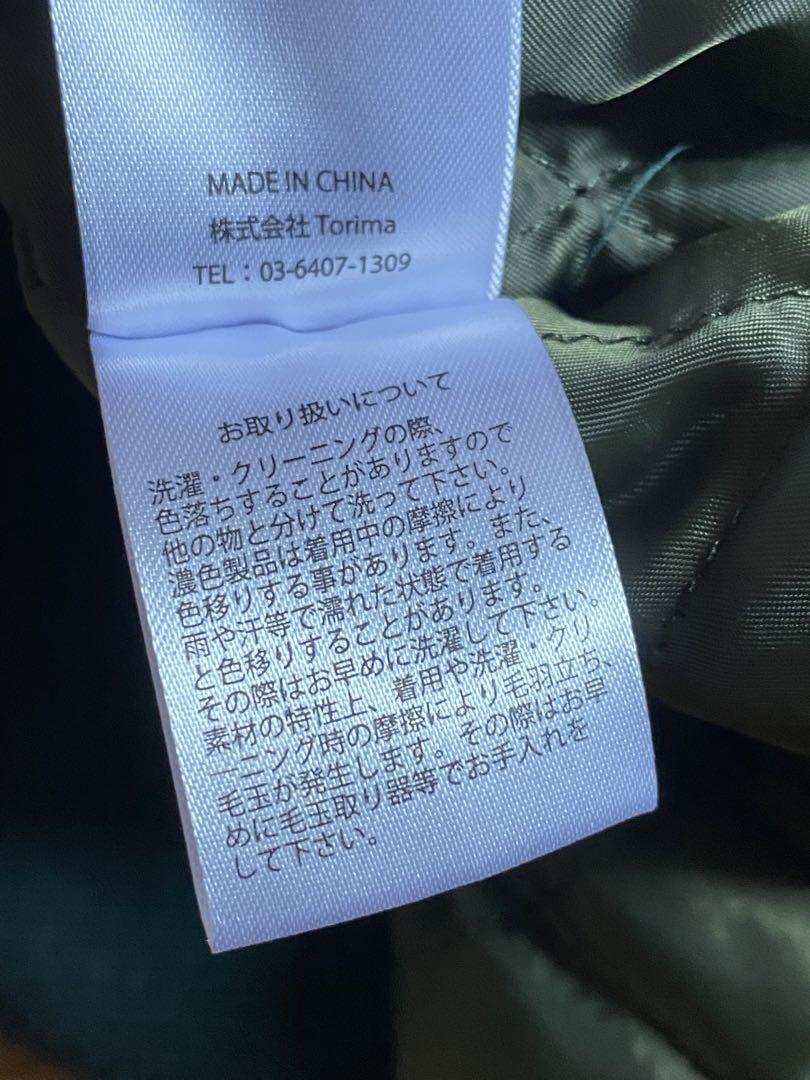 MADE IN CHINA
株式会社 Torima
TEL：03-6407-1309
お取り扱いについて
洗濯・クリーニングの際、
色落ちすることがありますので
他の物と分けて洗って下さい。
濃色製品は着用中の摩擦により
色移りする事があります。また、
雨や汗等で濡れた状態で着用する
と色移りすることがあります。
その際はお早めに洗濯して下さい。
素材の特性上、着用や洗濯・クリ
ーニング時の摩擦により毛羽立ち、
毛玉が発生します。その際はお早
めに毛玉取り器等でお手入れを
して下さい。